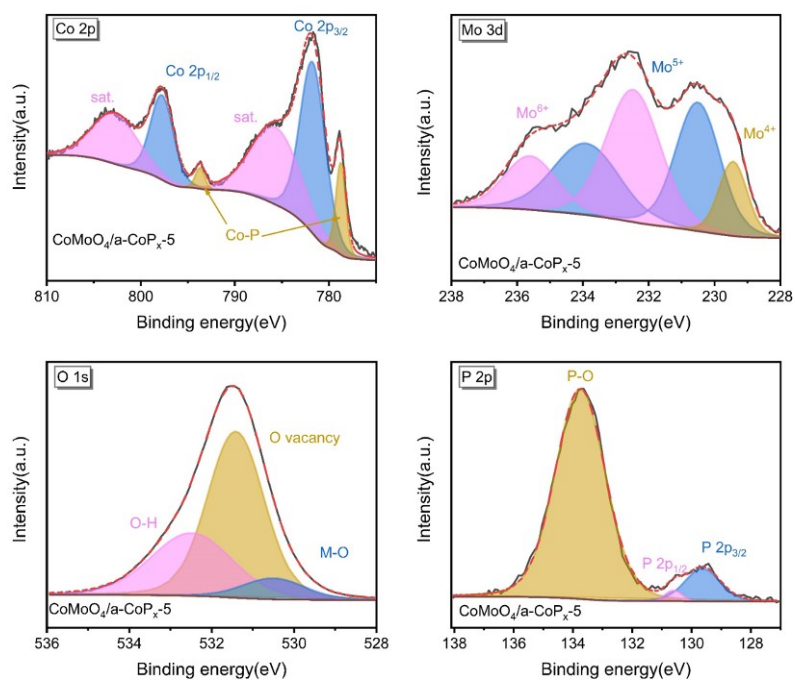 Co 2p
Co 2p3/2
Co 2p1/2
sat.
sat.
Co-P
CoMoO4/a-CoPx-5
Intensity(a.u.)
810 800 790 780
Binding energy(eV)
Mo 3d
Mo5+
Mo6+
Mo4+
CoMoO4/a-CoPx-5
Intensity(a.u.)
238 236 234 232 230 228
Binding energy(eV)
O 1s
O vacancy
O-H
M-O
CoMoO4/a-CoPx-5
Intensity(a.u.)
536 534 532 530 528
Binding energy(eV)
P 2p
P-O
P 2p1/2
P 2p3/2
CoMoO4/a-CoPx-5
Intensity(a.u.)
138 136 134 132 130 128
Binding energy(eV)